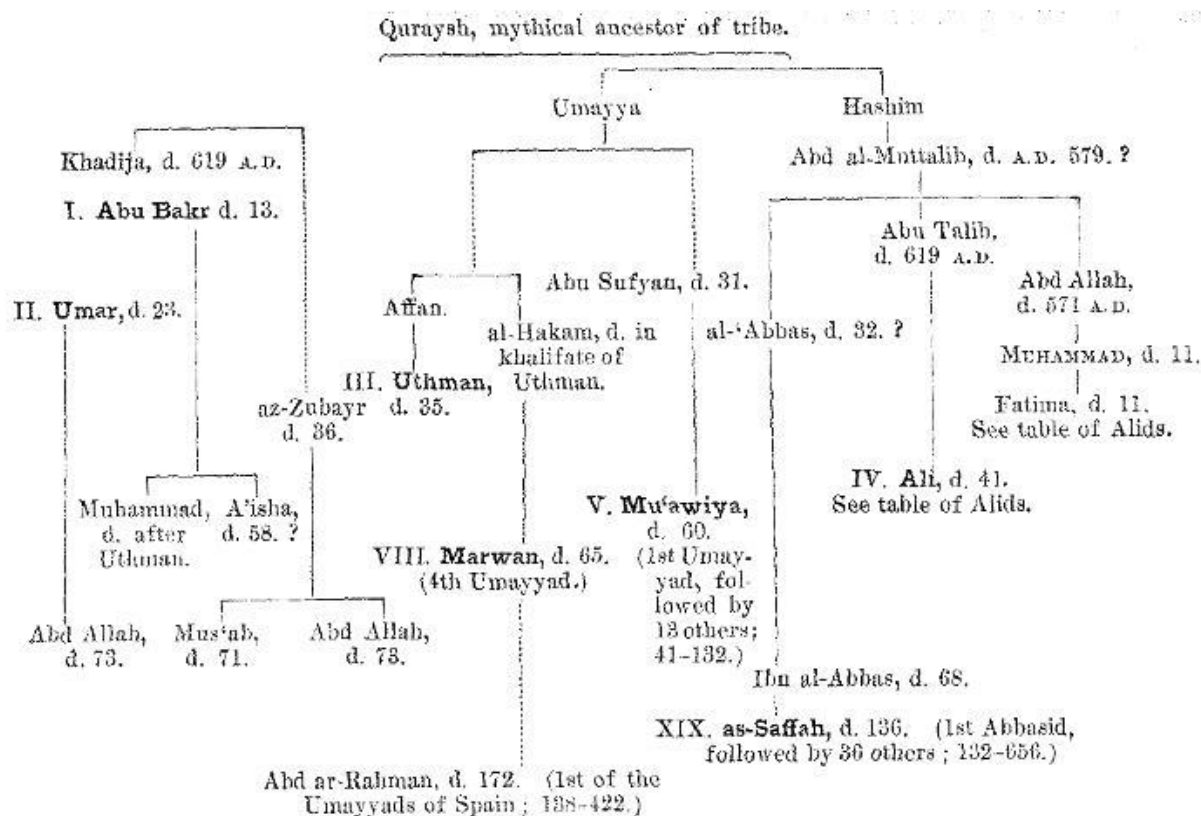 Quraysh, mythical ancestor of tribe.
Umayya
Hashim
Khadija, d. 619 A.D.
Abd al-Muttalib, d. A.D. 579. ?
I. Abu Bakr d. 13.
Abu Talib,
d. 619 A.D.
II. Umar, d. 23.
Affan.
Abu Sufyan, d. 31.
Abd Allah,
d. 571 A.D.
al-Hakam, d. in
khalifate of
Uthman.
al-‘Abbas, d. 32. ?
MUHAMMAD, d. 11.
III. Uthman,
d. 35.
az-Zubayr
d. 36.
Fatima, d. 11.
See table of Alids.
IV. Ali, d. 41.
See table of Alids.
Muhammad,
d. after
Uthman.
A’isha,
d. 58. ?
V. Mu‘awiya,
d. 60.
(1st Umay-
yad, fol-
lowed by
13 others;
41–132.)
VIII. Marwan, d. 65.
(4th Umayyad.)
Abd Allah,
d. 73.
Mus‘ab,
d. 71.
Abd Allah,
d. 73.
Ibn al-Abbas, d. 68.
XIX. as-Saffah, d. 136. (1st Abbasid,
followed by 36 others ; 132–656.)
Abd ar-Rahman, d. 172. (1st of the
Umayyads of Spain ; 138–422.)